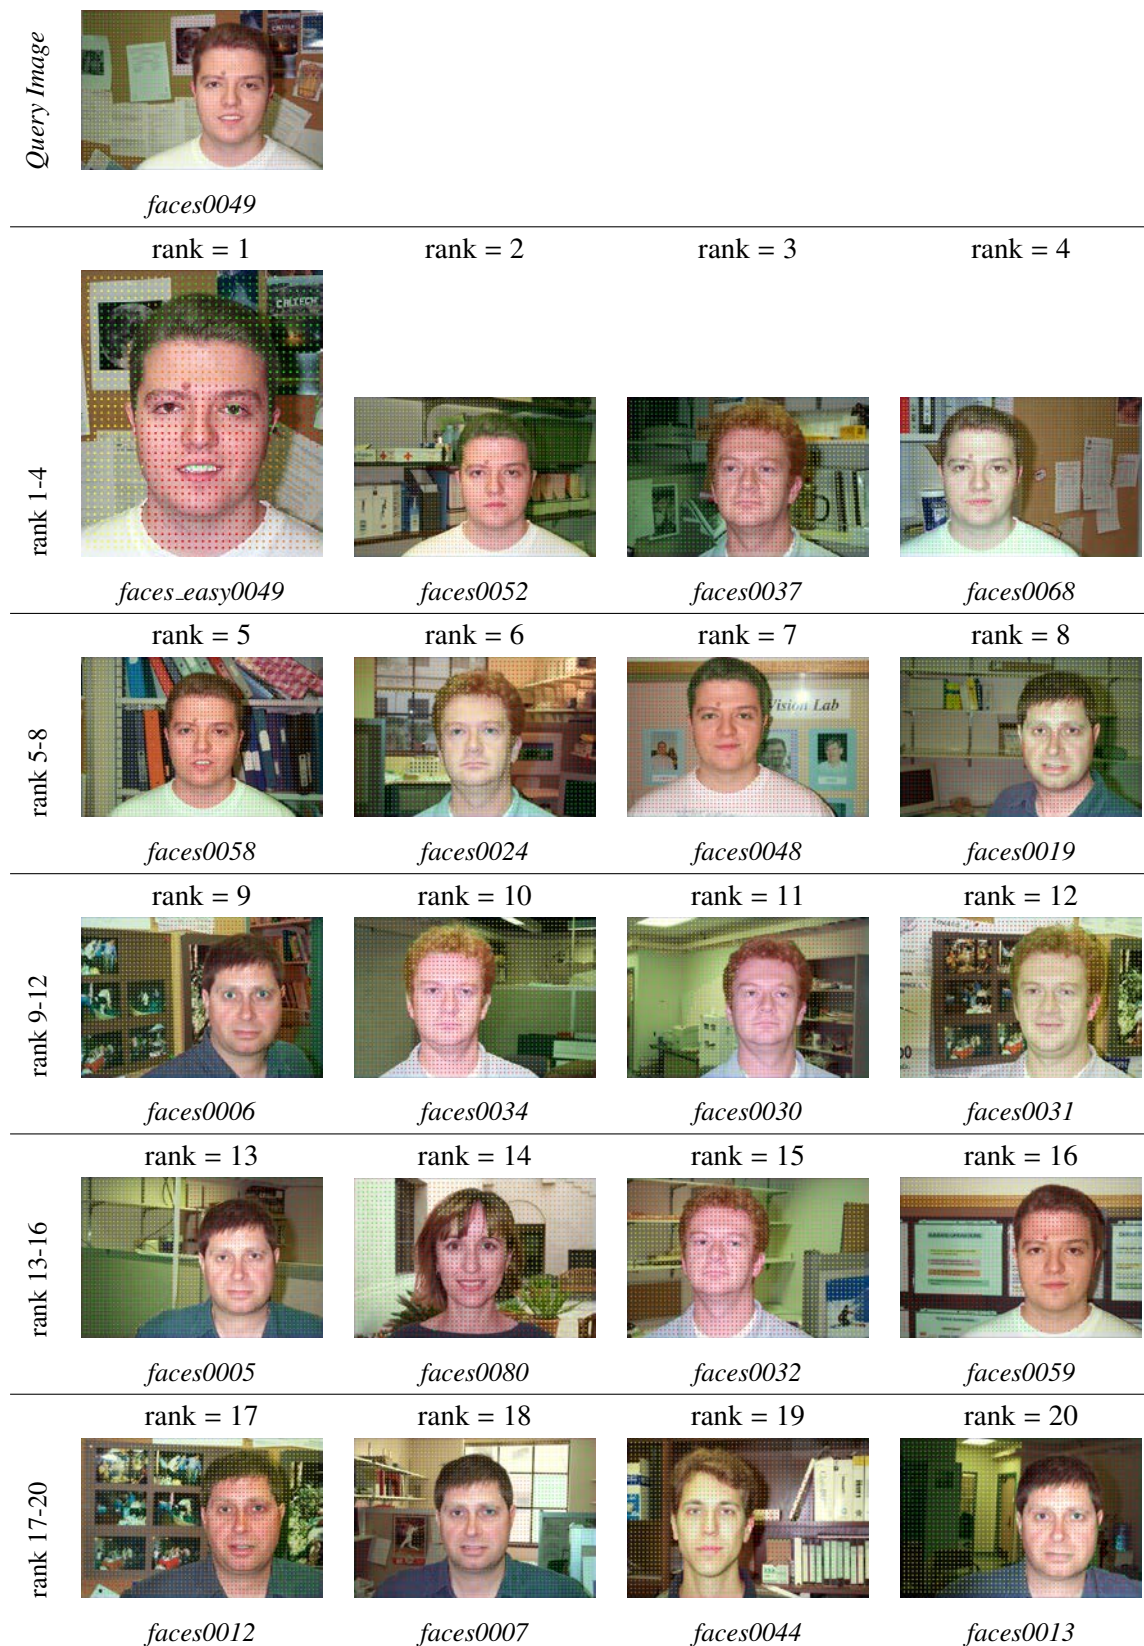 Query Image
faces0049
rank = 1 rank = 2 rank = 3 rank = 4
CALTECH
rank 1-4
faces_easy0049 faces0052 faces0037 faces0068
rank = 5 rank = 6 rank = 7 rank = 8
Vision Lab
rank 5-8
faces0058 faces0024 faces0048 faces0019
rank = 9 rank = 10 rank = 11 rank = 12
rank 9-12
faces0006 faces0034 faces0030 faces0031
rank = 13 rank = 14 rank = 15 rank = 16
rank 13-16
faces0005 faces0080 faces0032 faces0059
rank = 17 rank = 18 rank = 19 rank = 20
rank 17-20
faces0012 faces0007 faces0044 faces0013